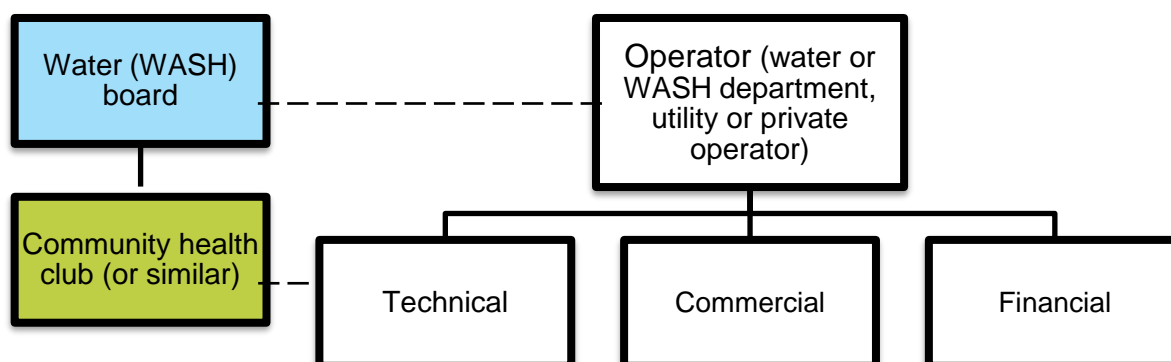 Water (WASH)
board
Operator (water or
WASH department,
utility or private
operator)
Community health
club (or similar)
Technical
Commercial
Financial